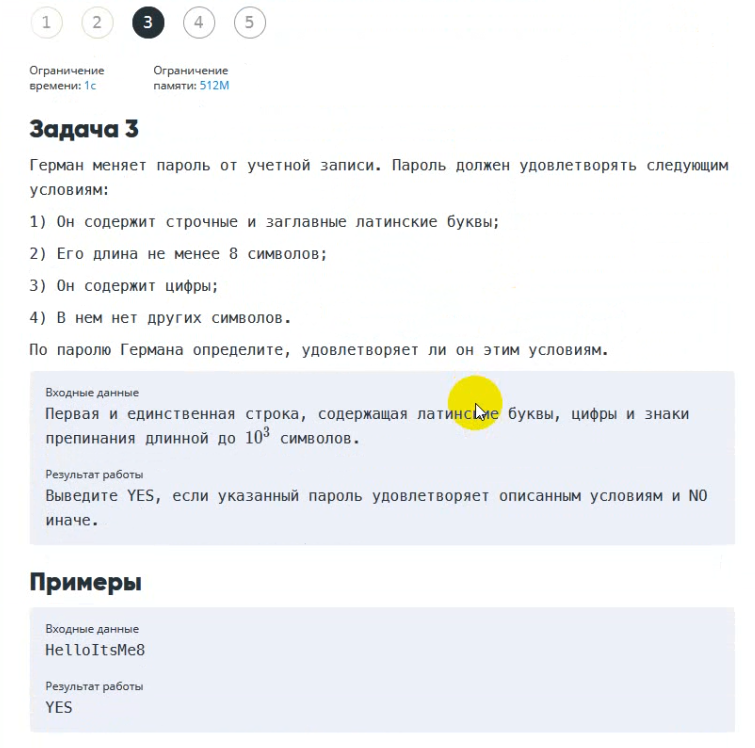 1 2 3 4 5
Ограничение Ограничение
времени: 1с памяти: 512M
Задача 3
Герман меняет пароль от учетной записи. Пароль должен удовлетворять следующим
условиям:
1) Он содержит строчные и заглавные латинские буквы;
2) Его длина не менее 8 символов;
3) Он содержит цифры;
4) В нем нет других символов.
По паролю Германа определите, удовлетворяет ли он этим условиям.
Входные данные
Первая и единственная строка, содержащая латинские буквы, цифры и знаки
препинания длинной до 10³ символов.
Результат работы
Выведите YES, если указанный пароль удовлетворяет описанным условиям и NO
иначе.
Примеры
Входные данные
HelloItsMe8
Результат работы
YES